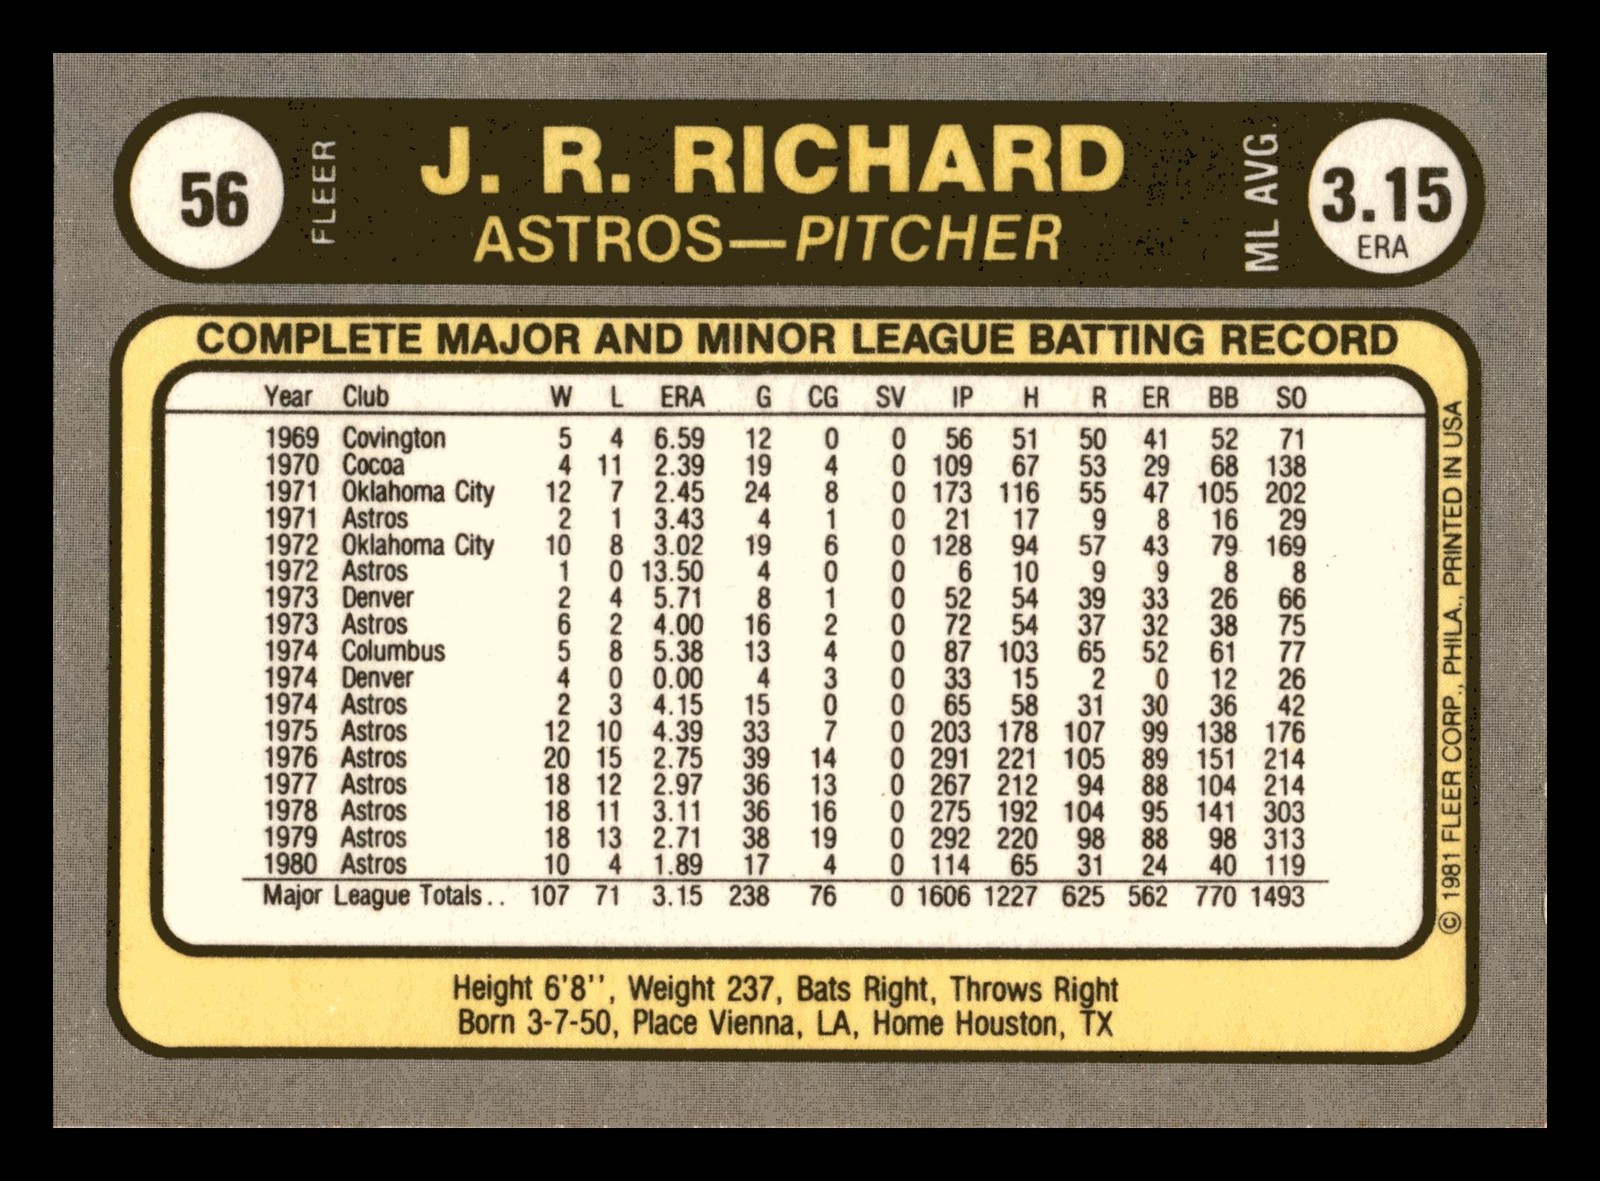 56
FLEER
J. R. RICHARD
ASTROS—PITCHER
ML AVG.
3.15
ERA
COMPLETE MAJOR AND MINOR LEAGUE BATTING RECORD
Year Club W L ERA G CG SV IP H R ER BB SO
1969 Covington 5 4 6.59 12 0 0 56 51 50 41 52 71
1970 Cocoa 4 11 2.39 19 4 0 109 67 53 29 68 138
1971 Oklahoma City 12 7 2.45 24 8 0 173 116 55 47 105 202
1971 Astros 2 1 3.43 4 1 0 21 17 9 8 16 29
1972 Oklahoma City 10 8 3.02 19 6 0 128 94 57 43 79 169
1972 Astros 1 0 13.50 4 0 0 6 10 9 9 8 8
1973 Denver 2 4 5.71 8 1 0 52 54 39 33 26 66
1973 Astros 6 2 4.00 16 2 0 72 54 37 32 38 75
1974 Columbus 5 8 5.38 13 4 0 87 103 65 52 61 77
1974 Denver 4 0 0.00 4 3 0 33 15 2 0 12 26
1974 Astros 2 3 4.15 15 0 0 65 58 31 30 36 42
1975 Astros 12 10 4.39 33 7 0 203 178 107 99 138 176
1976 Astros 20 15 2.75 39 14 0 291 221 105 89 151 214
1977 Astros 18 12 2.97 36 13 0 267 212 94 88 104 214
1978 Astros 18 11 3.11 36 16 0 275 192 104 95 141 303
1979 Astros 18 13 2.71 38 19 0 292 220 98 88 98 313
1980 Astros 10 4 1.89 17 4 0 114 65 31 24 40 119
Major League Totals.. 107 71 3.15 238 76 0 1606 1227 625 562 770 1493
© 1981 FLEER CORP., PHILA., PRINTED IN USA
Height 6'8'', Weight 237, Bats Right, Throws Right
Born 3-7-50, Place Vienna, LA, Home Houston, TX